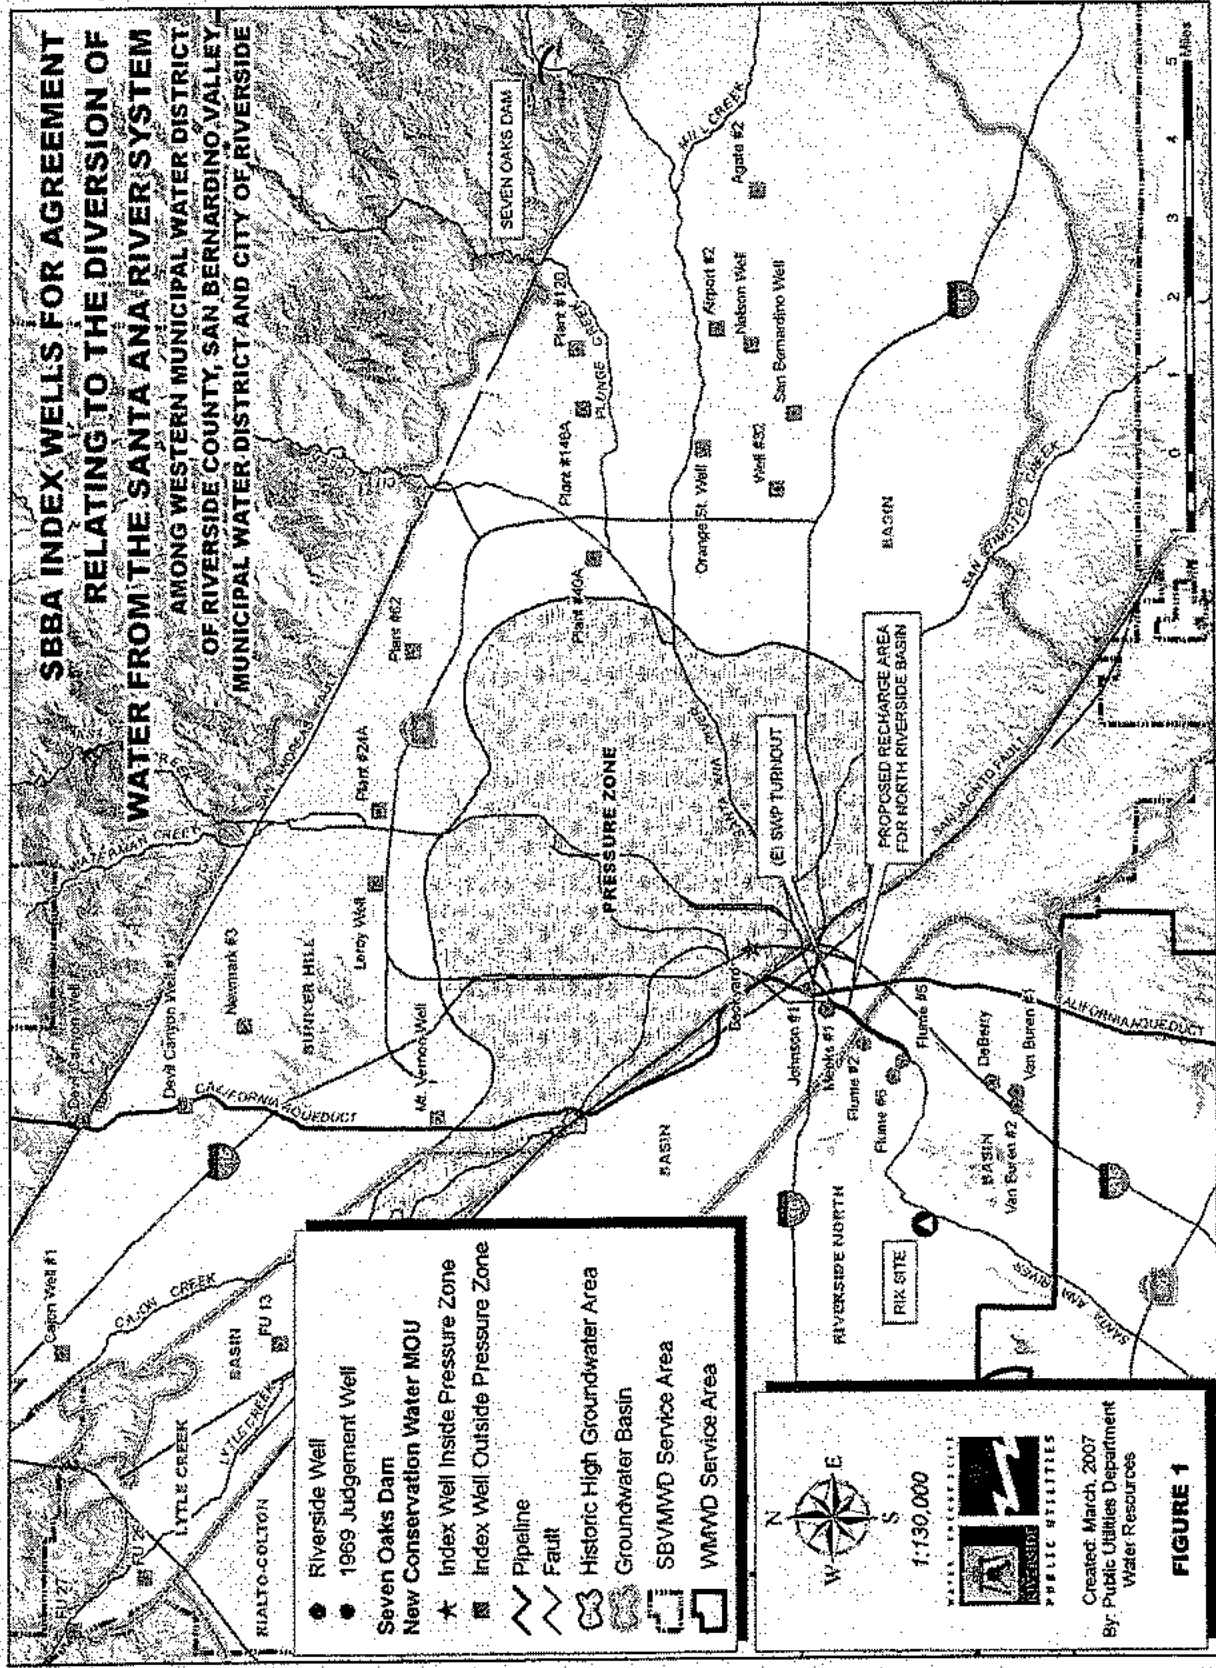 SBBA INDEX WELLS FOR AGREEMENT
RELATING TO THE DIVERSION OF
WATER FROM THE SANTA ANA RIVER SYSTEM
AMONG WESTERN MUNICIPAL WATER DISTRICT
OF RIVERSIDE COUNTY, SAN BERNARDINO VALLEY
MUNICIPAL WATER DISTRICT, AND CITY OF RIVERSIDE
SEVEN OAKS DAM
MILL CREEK
Agate #2
Airport #2
Nelson Well
San Bernardino Well
Well #32
Orange St. Well
Plant #120
PLUNGE CREEK
Plant #146A
Plant #40A
Plant #62
Plant #24A
SAN ANDREAS FAULT
WATERMAN CREEK
Leroy Well
Newmark #3
BUNKER HILL
BASIN
Devil Canyon Well #1
CALIFORNIA AQUEDUCT
Mt. Vernon Well
PRESSURE ZONE
SANTA ANA RIVER
(E) SWP TURNOUT
PROPOSED RECHARGE AREA
FOR NORTH RIVERSIDE BASIN
SAN TIMOTEO CREEK
SAN JACINTO FAULT
Johnson #1
Meeks #1
Flume #2
Flume #5
Flume #6
DeBerry
Van Buren #1
Van Buren #2
CALIFORNIA AQUEDUCT
RIVERSIDE NORTH
BASIN
RIX SITE
SANTA ANA RIVER
Cajon Well #1
CAJON CREEK
FU 13
LYTLE CREEK
BASIN
LYTLE CREEK
RIALTO-COLTON
BASIN
Riverside Well
1969 Judgement Well
Seven Oaks Dam
New Conservation Water MOU
Index Well Inside Pressure Zone
Index Well Outside Pressure Zone
Pipeline
Fault
Historic High Groundwater Area
Groundwater Basin
SBVMWD Service Area
WMWD Service Area
N
W E
S
1:130,000
RIVERSIDE
PUBLIC UTILITIES
Created: March, 2007
By: Public Utilities Department
Water Resources
FIGURE 1
1 0 1 2 3 4 5
Miles